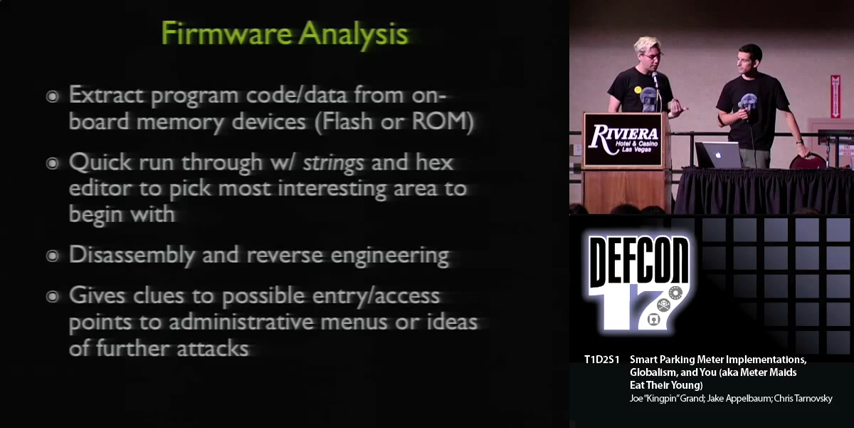 Firmware Analysis
Extract program code/data from on-
board memory devices (Flash or ROM)
Quick run through w/ strings and hex
editor to pick most interesting area to
begin with
Disassembly and reverse engineering
Gives clues to possible entry/access
points to administrative menus or ideas
of further attacks
RIVIERA
Hotel & Casino
Las Vegas
DEFCON
17
T1D2S1 Smart Parking Meter Implementations,
Globalism, and You (aka Meter Maids
Eat Their Young)
Joe "Kingpin" Grand; Jake Appelbaum; Chris Tarnovsky